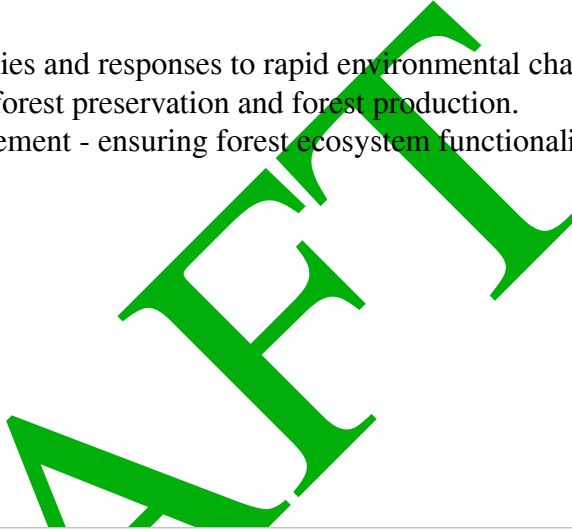 ies and responses to rapid environmental cha
forest preservation and forest production.
ement - ensuring forest ecosystem functionali
AFT